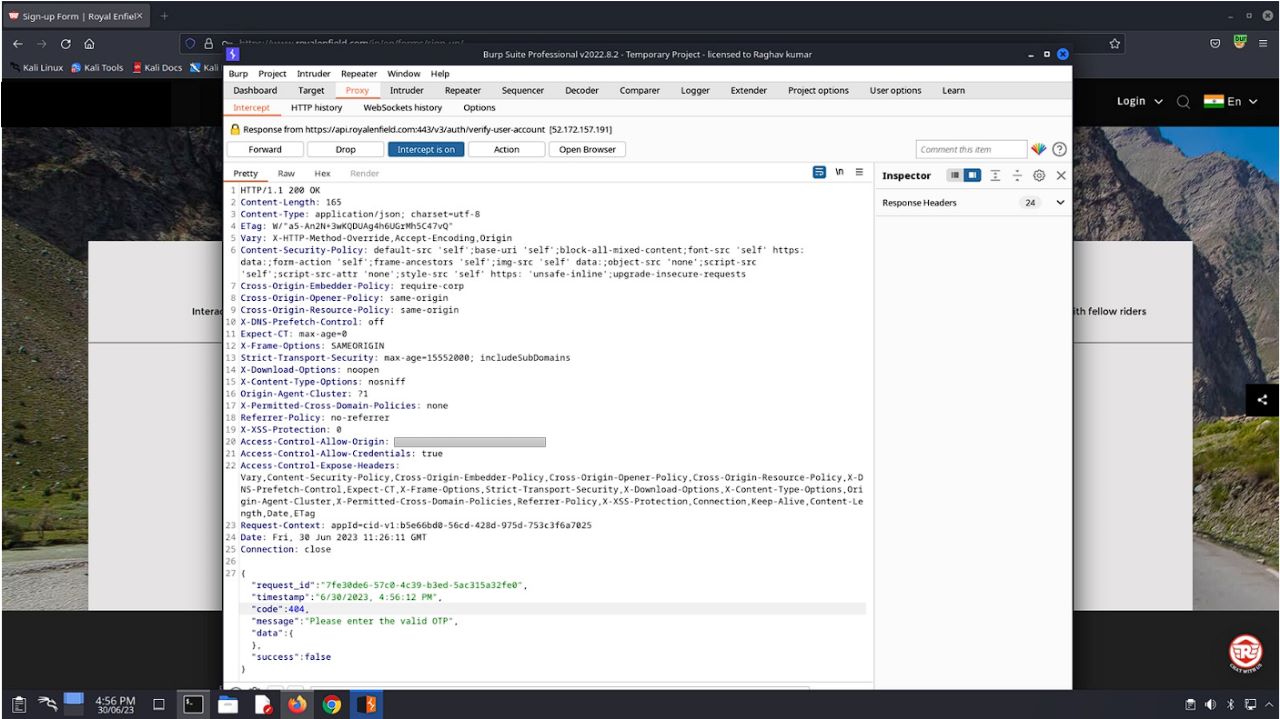 Sign-up Form | Royal Enfiel×
https://www.royalenfield.com/in/en/forms/sign-up/
Kali Linux Kali Tools Kali Docs Kali
Burp Suite Professional v2022.8.2 - Temporary Project - licensed to Raghav kumar
Burp Project Intruder Repeater Window Help
Dashboard Target Proxy Intruder Repeater Sequencer Decoder Comparer Logger Extender Project options User options Learn
Intercept HTTP history WebSockets history Options
Response from https://api.royalenfield.com:443/v3/auth/verify-user-account [52.172.157.191]
Forward Drop Intercept is on Action Open Browser Comment this item
Pretty Raw Hex Render \n
Inspector
Response Headers 24
Login En
1 HTTP/1.1 200 OK
2 Content-Length: 165
3 Content-Type: application/json; charset=utf-8
4 ETag: W/"a5-An2N+3wKQDUAg4h6UGrMh5C47vQ"
5 Vary: X-HTTP-Method-Override,Accept-Encoding,Origin
6 Content-Security-Policy: default-src 'self';base-uri 'self';block-all-mixed-content;font-src 'self' https:
data:;form-action 'self';frame-ancestors 'self';img-src 'self' data:;object-src 'none';script-src
'self';script-src-attr 'none';style-src 'self' https: 'unsafe-inline';upgrade-insecure-requests
7 Cross-Origin-Embedder-Policy: require-corp
8 Cross-Origin-Opener-Policy: same-origin
9 Cross-Origin-Resource-Policy: same-origin
10 X-DNS-Prefetch-Control: off
11 Expect-CT: max-age=0
12 X-Frame-Options: SAMEORIGIN
13 Strict-Transport-Security: max-age=15552000; includeSubDomains
14 X-Download-Options: noopen
15 X-Content-Type-Options: nosniff
16 Origin-Agent-Cluster: ?1
17 X-Permitted-Cross-Domain-Policies: none
18 Referrer-Policy: no-referrer
19 X-XSS-Protection: 0
20 Access-Control-Allow-Origin:
21 Access-Control-Allow-Credentials: true
22 Access-Control-Expose-Headers:
Vary,Content-Security-Policy,Cross-Origin-Embedder-Policy,Cross-Origin-Opener-Policy,Cross-Origin-Resource-Policy,X-D
NS-Prefetch-Control,Expect-CT,X-Frame-Options,Strict-Transport-Security,X-Download-Options,X-Content-Type-Options,Ori
gin-Agent-Cluster,X-Permitted-Cross-Domain-Policies,Referrer-Policy,X-XSS-Protection,Connection,Keep-Alive,Content-Le
ngth,Date,ETag
23 Request-Context: appId=cid-v1:b5e66bd0-56cd-428d-975d-753c3f6a7025
24 Date: Fri, 30 Jun 2023 11:26:11 GMT
25 Connection: close
26
27 {
"request_id":"7fe30de6-57c0-4c39-b3ed-5ac315a32fe0",
"timestamp":"6/30/2023, 4:56:12 PM",
"code":404,
"message":"Please enter the valid OTP",
"data":{
},
"success":false
}
Interac
ith fellow riders
CHAT WITH US
4:56 PM
30/06/23